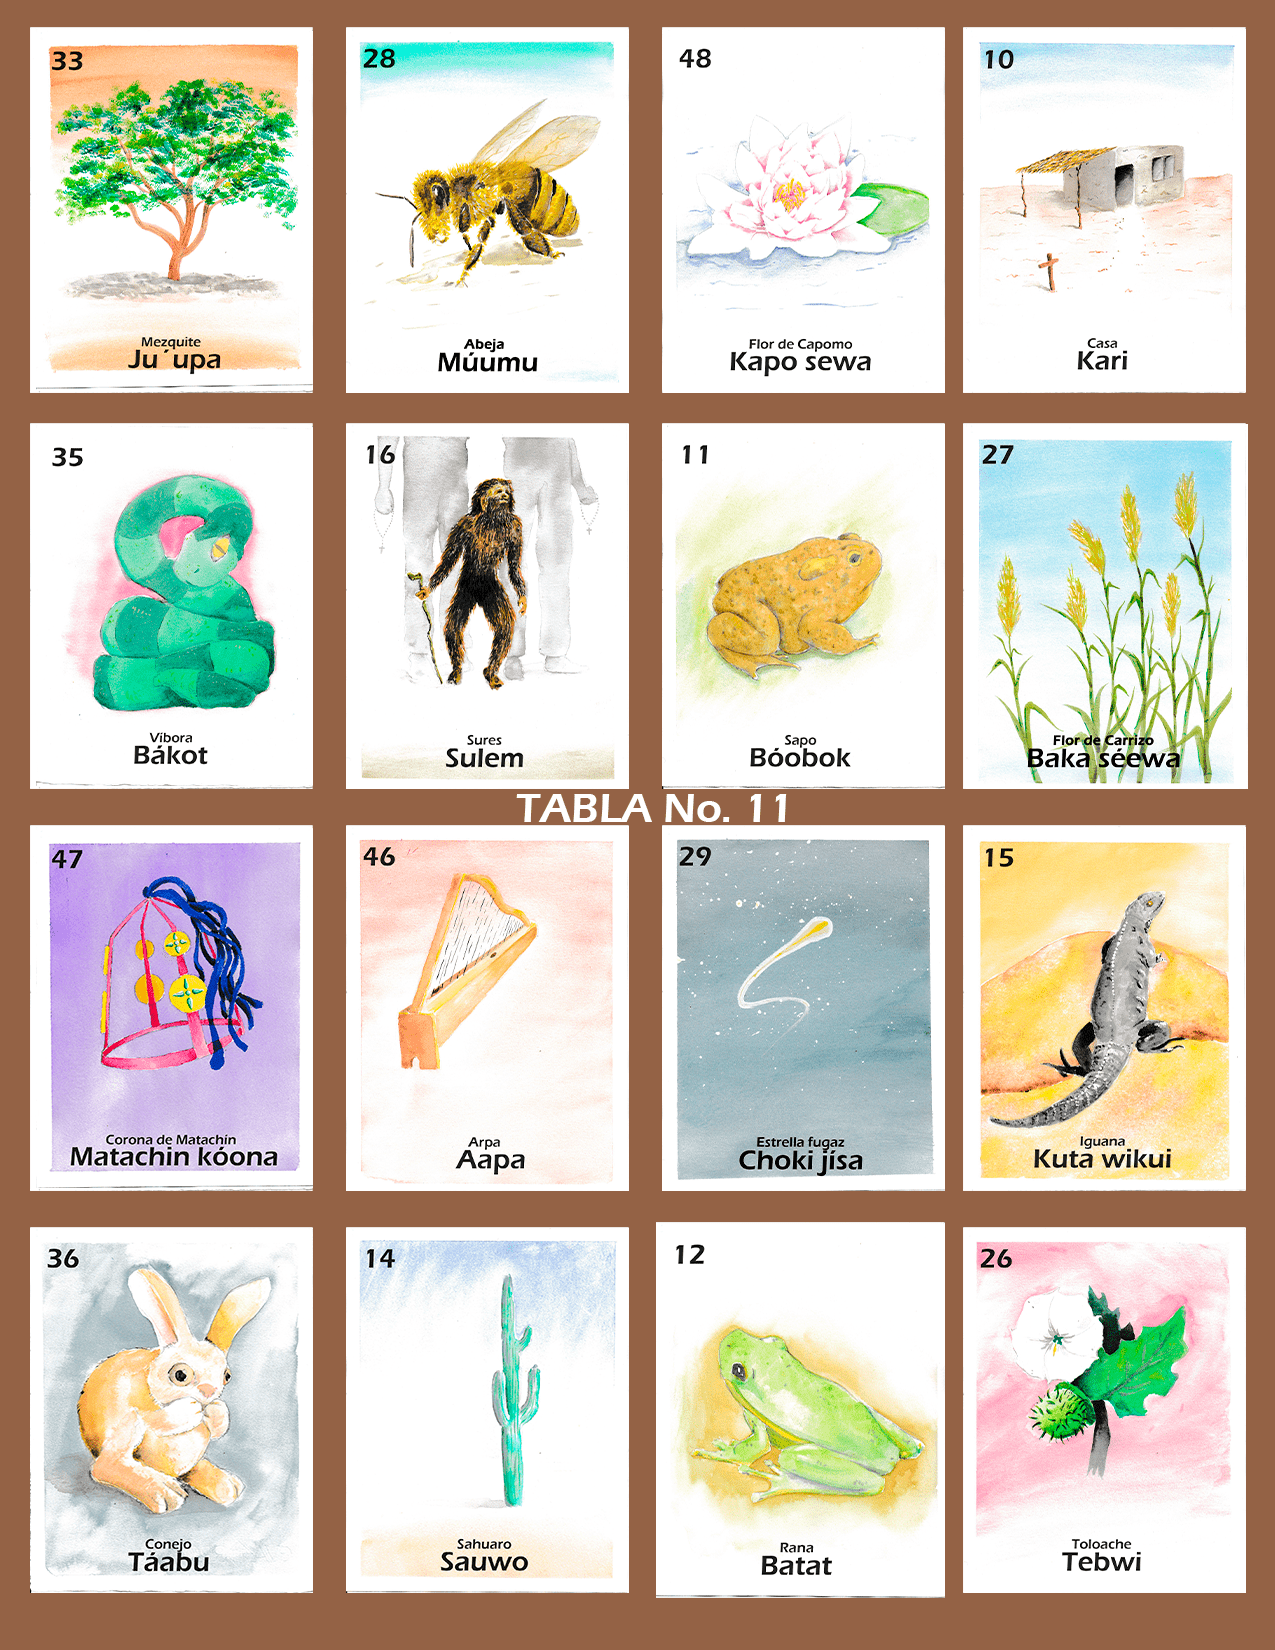 33
Mezquite
Ju´upa
28
Abeja
Múumu
48
Flor de Capomo
Kapo sewa
10
Casa
Kari
35
Víbora
Bákot
16
Sures
Sulem
11
Sapo
Bóobok
27
Flor de Carrizo
Baka séewa
TABLA No. 11
47
Corona de Matachín
Matachin kóona
46
Arpa
Aapa
29
Estrella fugaz
Choki jísa
15
Iguana
Kuta wikui
36
Conejo
Táabu
14
Sahuaro
Sauwo
12
Rana
Batat
26
Toloache
Tebwi